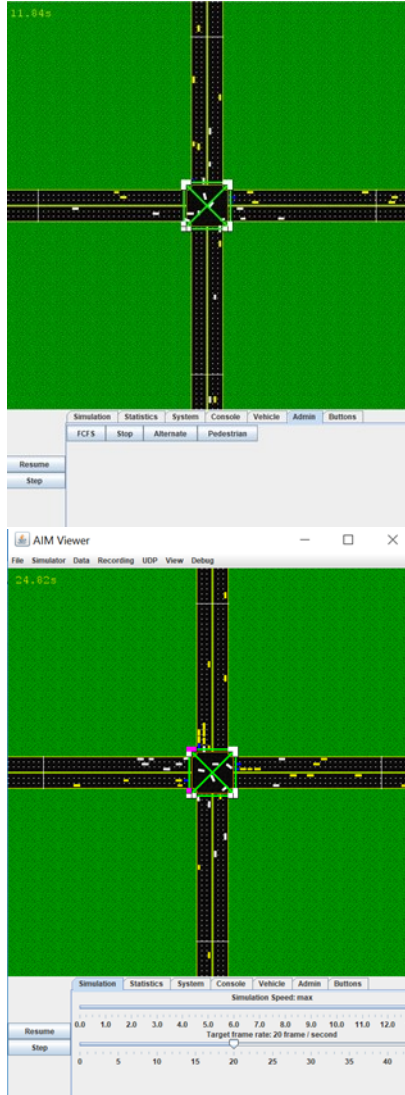 11.84s
Simulation Statistics System Console Vehicle Admin Buttons
FCFS Stop Alternate Pedestrian
Resume
Step
AIM Viewer
File Simulator Data Recording UDP View Debug
24.82s
Simulation Statistics System Console Vehicle Admin Buttons
Simulation Speed: max
Resume
0.0 1.0 2.0 3.0 4.0 5.0 6.0 7.0 8.0 9.0 10.0 11.0 12.0
Target frame rate: 20 frame / second
Step
0 5 10 15 20 25 30 35 40